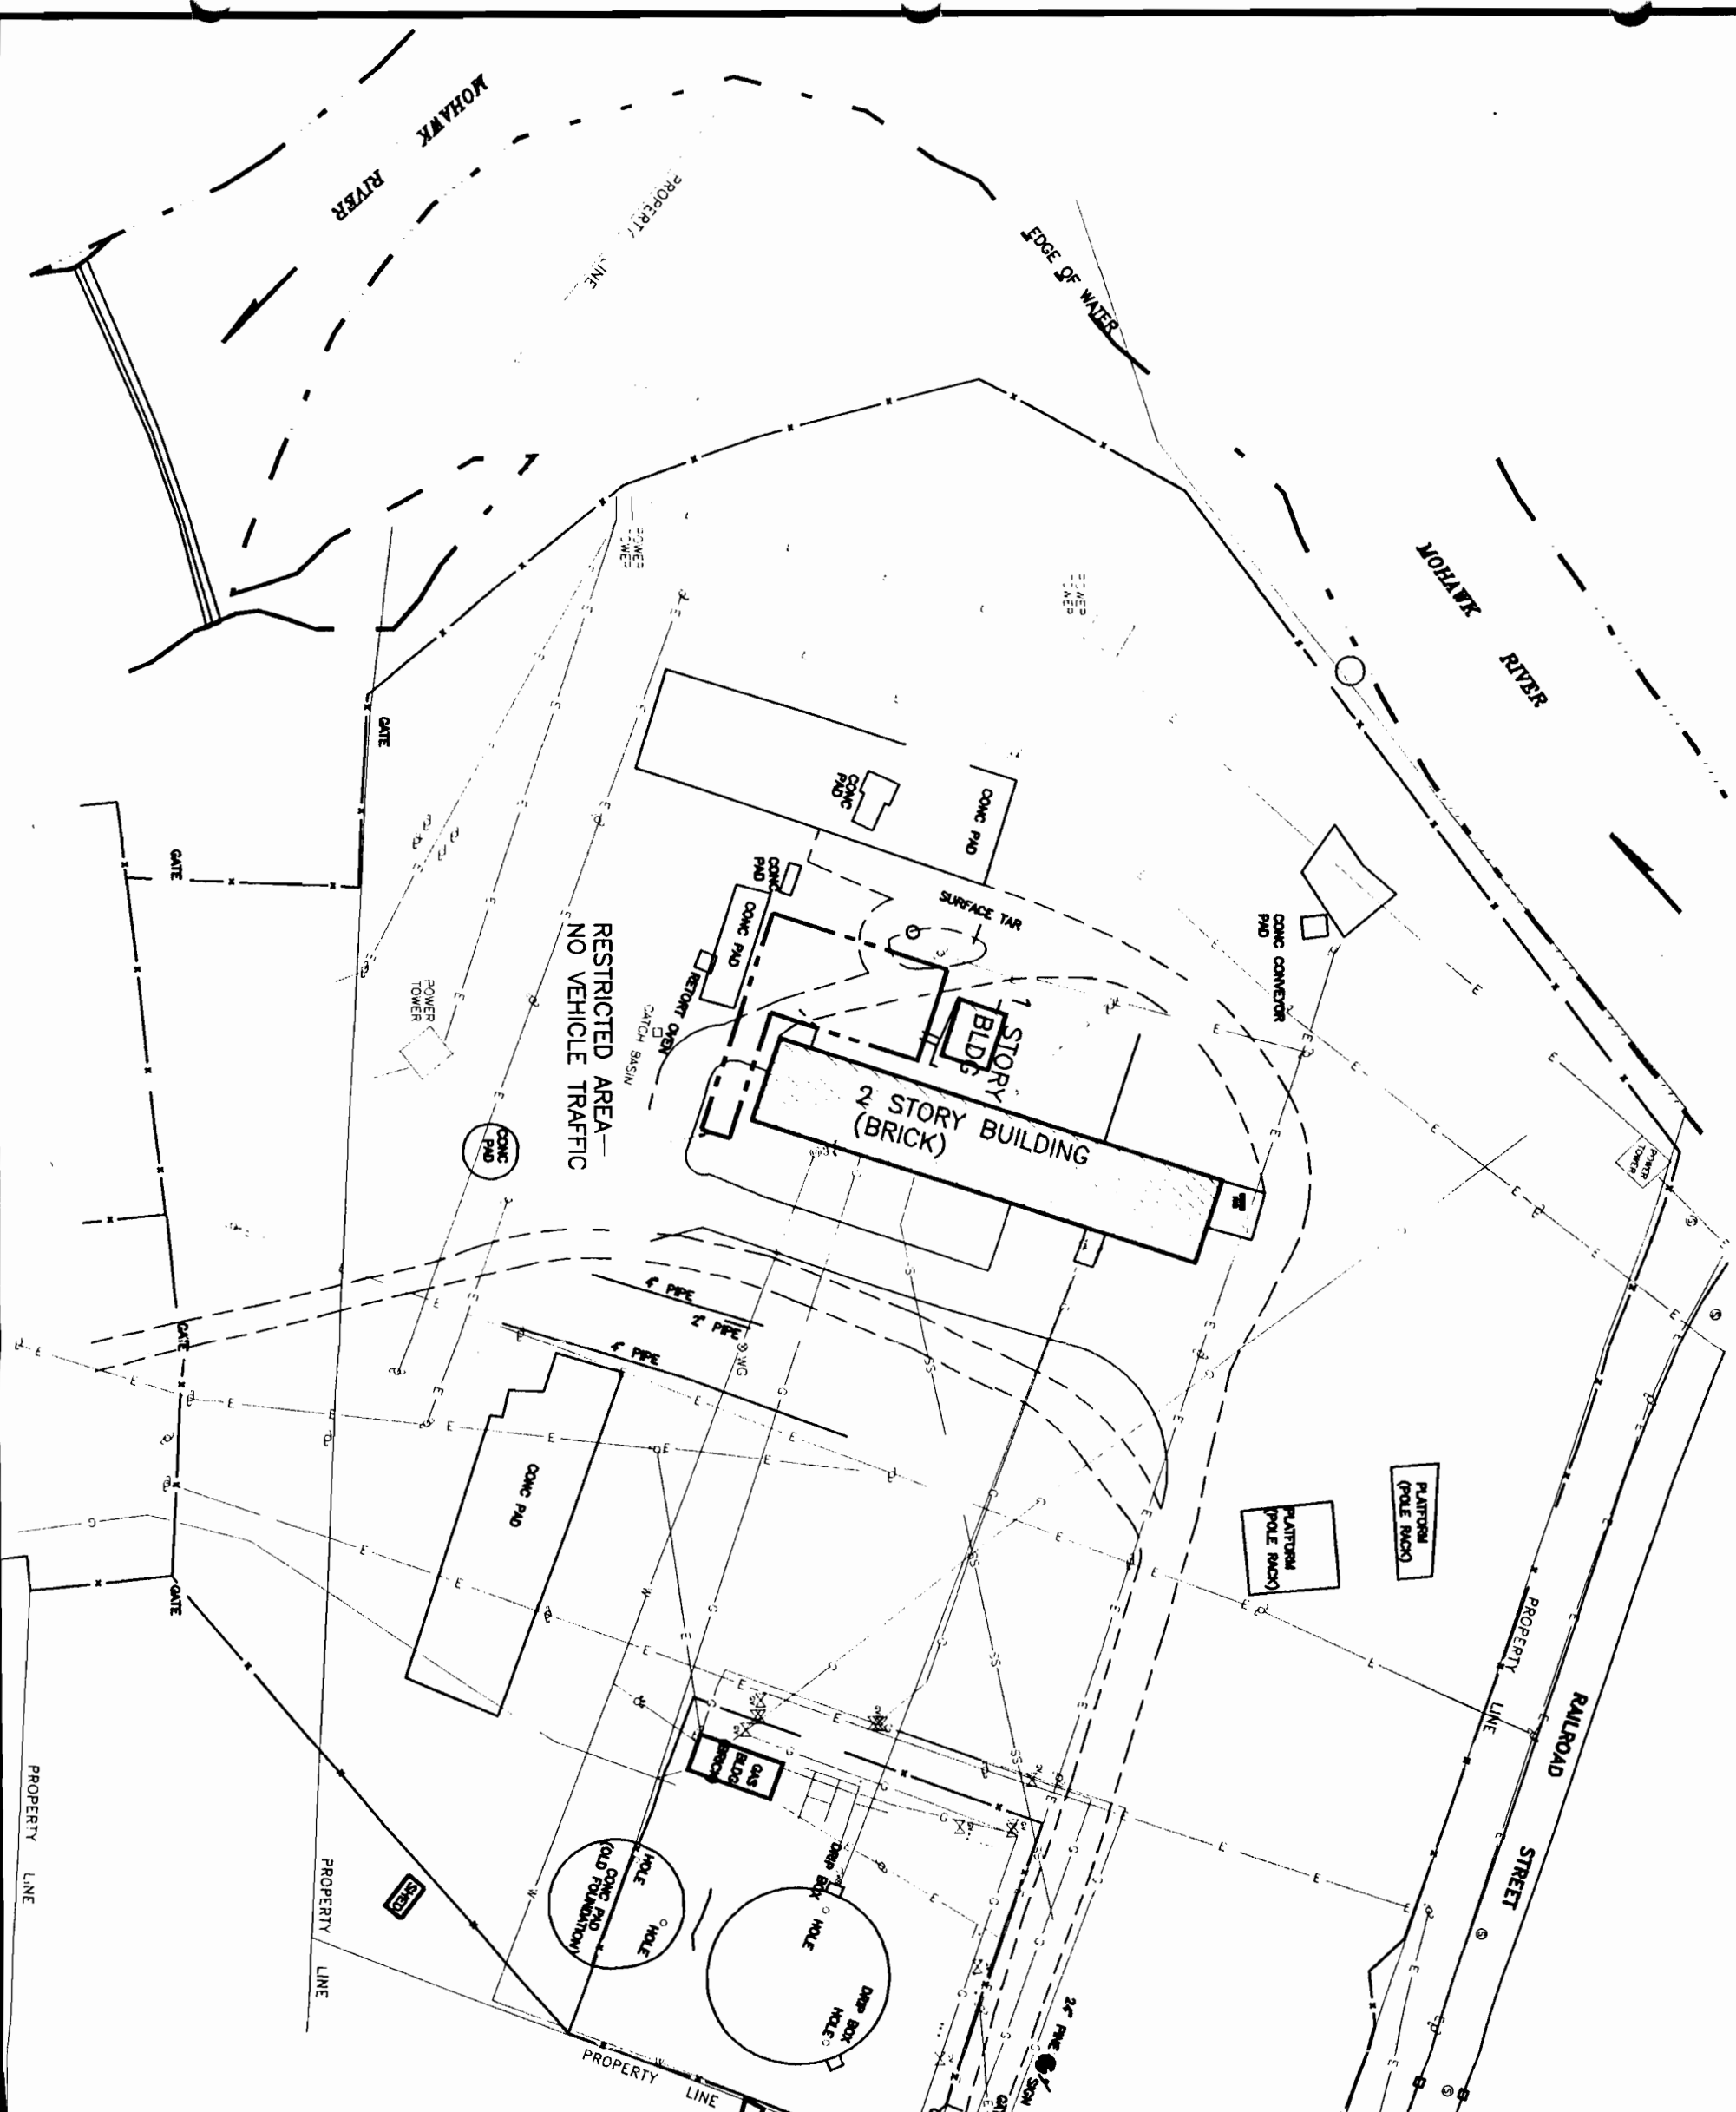 MOHAWK
RIVER
PROPERTY
LINE
EDGE OF WATER
MOHAWK
RIVER
POWER
TOWER
GATE
GATE
CONC
PAD
CONC PAD
CONC
PAD
CONC PAD
SURFACE TAR
CONC CONVEYOR
PAD
RETORT OVEN
CATCH BASIN
RESTRICTED AREA—
NO VEHICLE TRAFFIC
POWER
TOWER
1 STORY
BLDG
2 STORY BUILDING
(BRICK)
CONC
PAD
POWER
TOWER
GATE
4" PIPE
2" PIPE
4" PIPE
WG
CONC PAD
PLATFORM
(POLE RACK)
PLATFORM
(POLE RACK)
GATE
PROPERTY
LINE
RAILROAD
STREET
GAS
BLDG
(BRICK)
DRIP BOX
HOLE
HOLE
HOLE
CONC PAD
(OLD FOUNDATION)
DRIP BOX
HOLE
SHED
PROPERTY LINE
PROPERTY LINE
PROPERTY LINE
24" PINE
SIGN